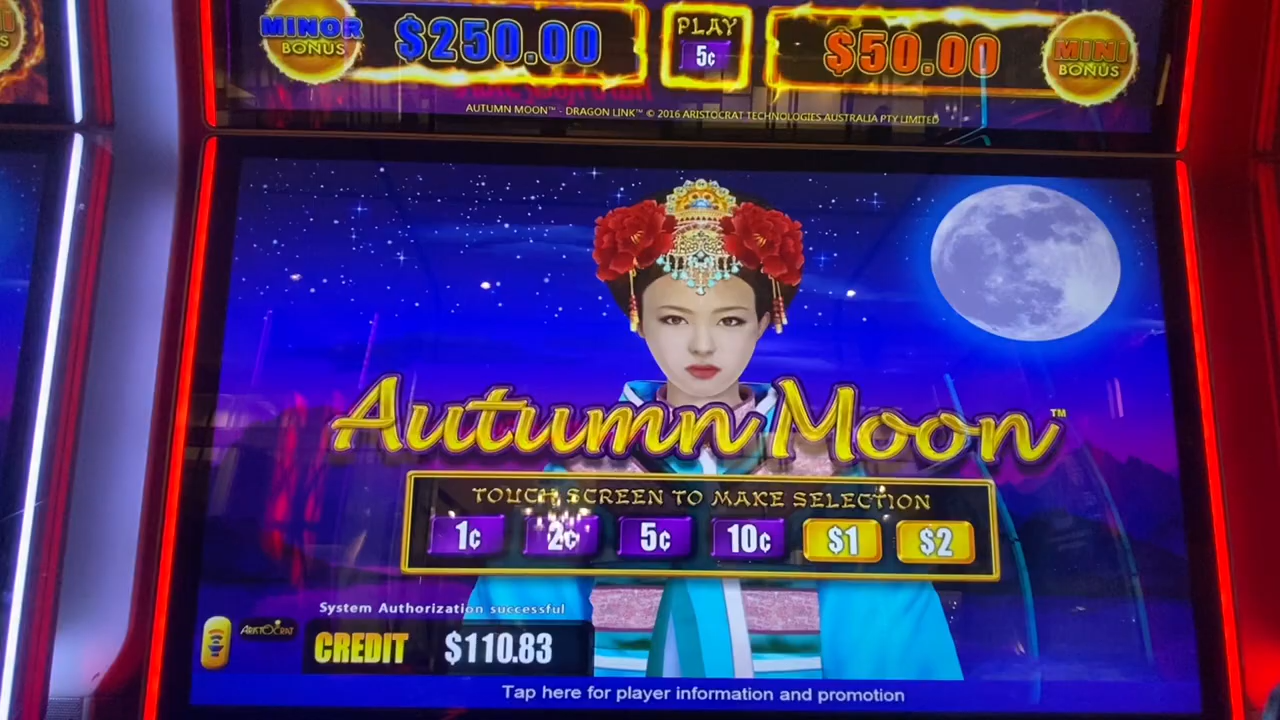 MINOR
BONUS
$250.00
PLAY
5¢
$50.00
MINI
BONUS
AUTUMN MOON™ - DRAGON LINK™ © 2016 ARISTOCRAT TECHNOLOGIES AUSTRALIA PTY LIMITED
Autumn Moon™
TOUCH SCREEN TO MAKE SELECTION
1¢ 2¢ 5¢ 10¢ $1 $2
System Authorization successful
ARISTOCRAT
CREDIT $110.83
Tap here for player information and promotion